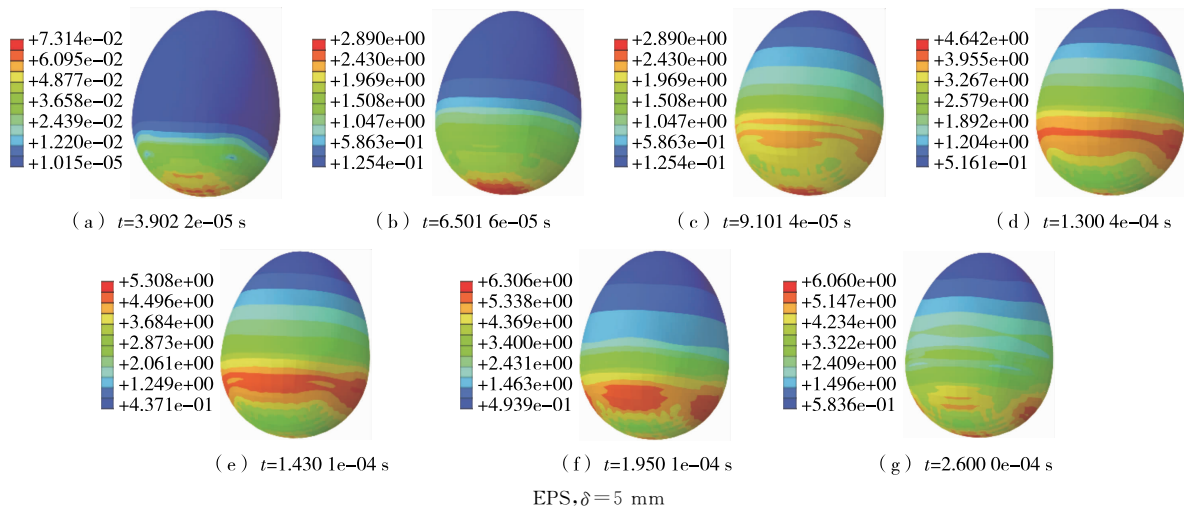 +7.314e−02
+6.095e−02
+4.877e−02
+3.658e−02
+2.439e−02
+1.220e−02
+1.015e−05
(a) t=3.902 2e−05 s
+2.890e+00
+2.430e+00
+1.969e+00
+1.508e+00
+1.047e+00
+5.863e−01
+1.254e−01
(b) t=6.501 6e−05 s
+2.890e+00
+2.430e+00
+1.969e+00
+1.508e+00
+1.047e+00
+5.863e−01
+1.254e−01
(c) t=9.101 4e−05 s
+4.642e+00
+3.955e+00
+3.267e+00
+2.579e+00
+1.892e+00
+1.204e+00
+5.161e−01
(d) t=1.300 4e−04 s
+5.308e+00
+4.496e+00
+3.684e+00
+2.873e+00
+2.061e+00
+1.249e+00
+4.371e−01
(e) t=1.430 1e−04 s
+6.306e+00
+5.338e+00
+4.369e+00
+3.400e+00
+2.431e+00
+1.463e+00
+4.939e−01
(f) t=1.950 1e−04 s
+6.060e+00
+5.147e+00
+4.234e+00
+3.322e+00
+2.409e+00
+1.496e+00
+5.836e−01
(g) t=2.600 0e−04 s
EPS,δ=5 mm